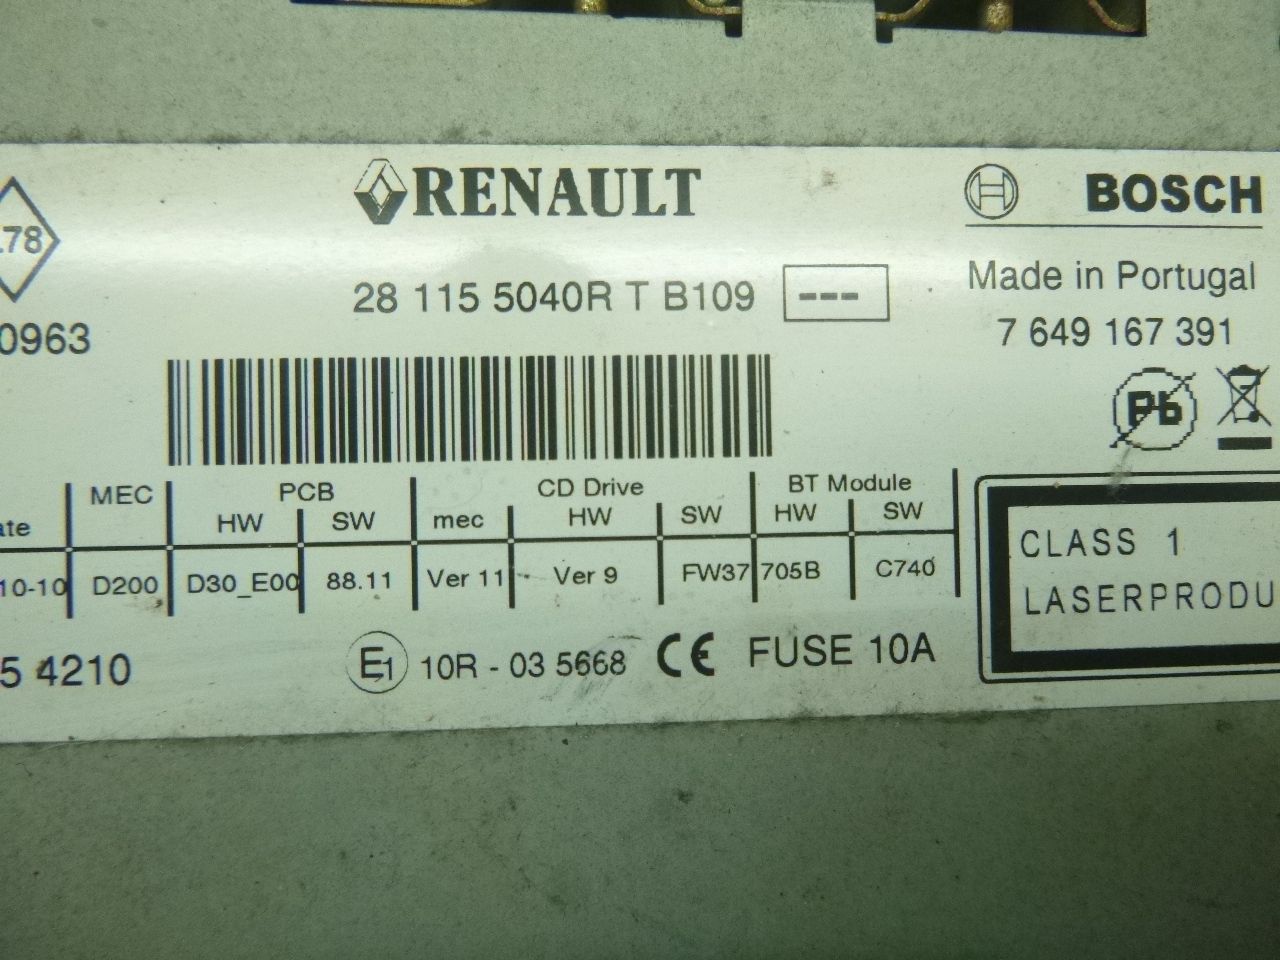 .78
RENAULT
BOSCH
28 115 5040R T B109 ---
Made in Portugal
0963
7 649 167 391
Pb
MEC PCB CD Drive BT Module
ate HW SW mec HW SW HW SW
10-10 D200 D30_E00 88.11 Ver 11 Ver 9 FW37 705B C740
CLASS 1
LASERPRODU
5 4210 E1 10R - 03 5668 CE FUSE 10A